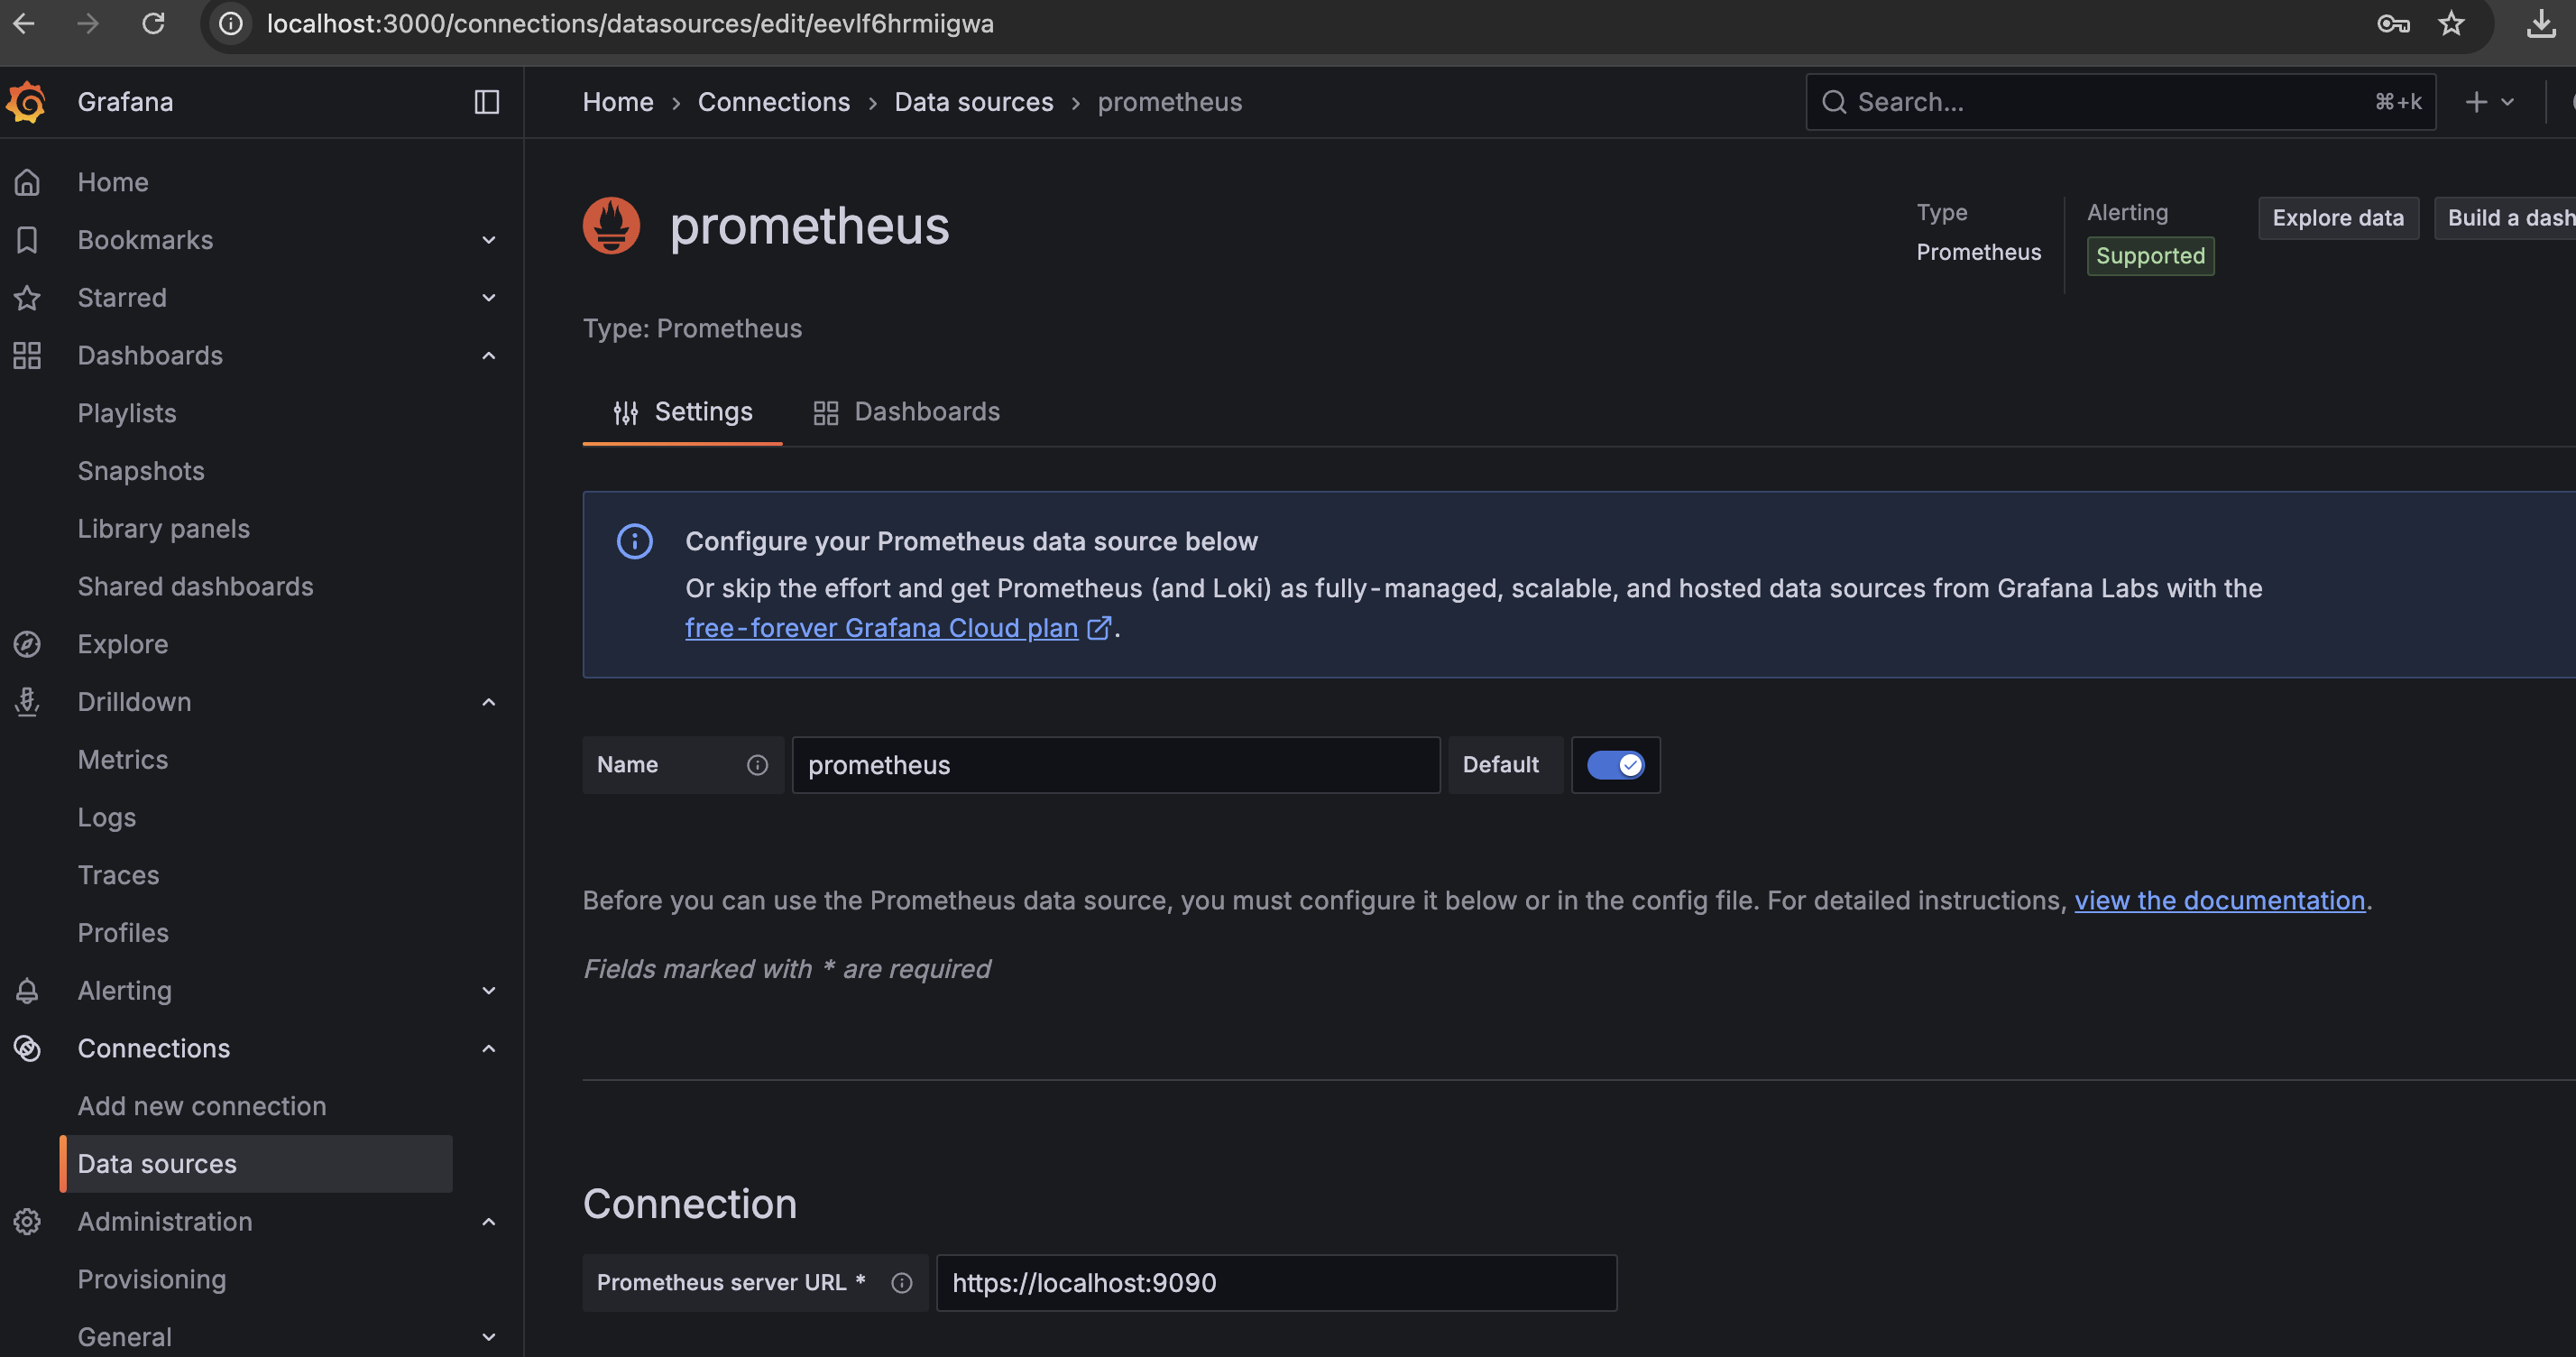 localhost:3000/connections/datasources/edit/eevlf6hrmiigwa
Grafana
Home › Connections › Data sources › prometheus
Search...
⌘+k
Home
Bookmarks
Starred
Dashboards
Playlists
Snapshots
Library panels
Shared dashboards
Explore
Drilldown
Metrics
Logs
Traces
Profiles
Alerting
Connections
Add new connection
Data sources
Administration
Provisioning
General
prometheus
Type
Prometheus
Alerting
Supported
Explore data
Build a dash
Type: Prometheus
Settings
Dashboards
Configure your Prometheus data source below
Or skip the effort and get Prometheus (and Loki) as fully-managed, scalable, and hosted data sources from Grafana Labs with the
free-forever Grafana Cloud plan.
Name
prometheus
Default
Before you can use the Prometheus data source, you must configure it below or in the config file. For detailed instructions, view the documentation.
Fields marked with * are required
Connection
Prometheus server URL *
https://localhost:9090